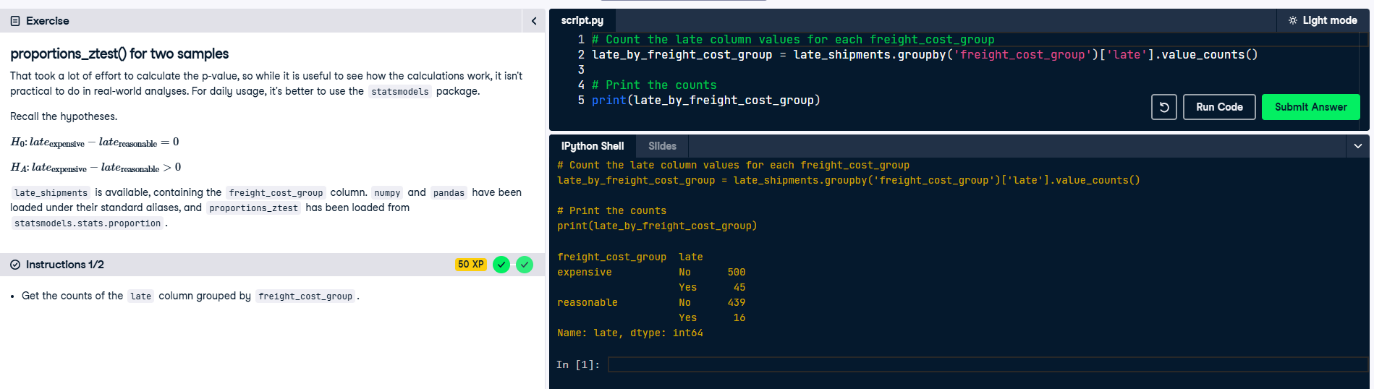 Exercise
proportions_ztest() for two samples
That took a lot of effort to calculate the p-value, so while it is useful to see how the calculations work, it isn't
practical to do in real-world analyses. For daily usage, it's better to use the statsmodels package.
Recall the hypotheses.
H0: lateexpensive − latereasonable = 0
HA: lateexpensive − latereasonable > 0
late_shipments is available, containing the freight_cost_group column. numpy and pandas have been
loaded under their standard aliases, and proportions_ztest has been loaded from
statsmodels.stats.proportion .
Instructions 1/2
50 XP
• Get the counts of the late column grouped by freight_cost_group .
script.py
Light mode
1 # Count the late column values for each freight_cost_group
2 late_by_freight_cost_group = late_shipments.groupby('freight_cost_group')['late'].value_counts()
3
4 # Print the counts
5 print(late_by_freight_cost_group)
Run Code
Submit Answer
IPython Shell
Slides
# Count the late column values for each freight_cost_group
late_by_freight_cost_group = late_shipments.groupby('freight_cost_group')['late'].value_counts()
# Print the counts
print(late_by_freight_cost_group)
freight_cost_group late
expensive No 500
Yes 45
reasonable No 439
Yes 16
Name: late, dtype: int64
In [1]: